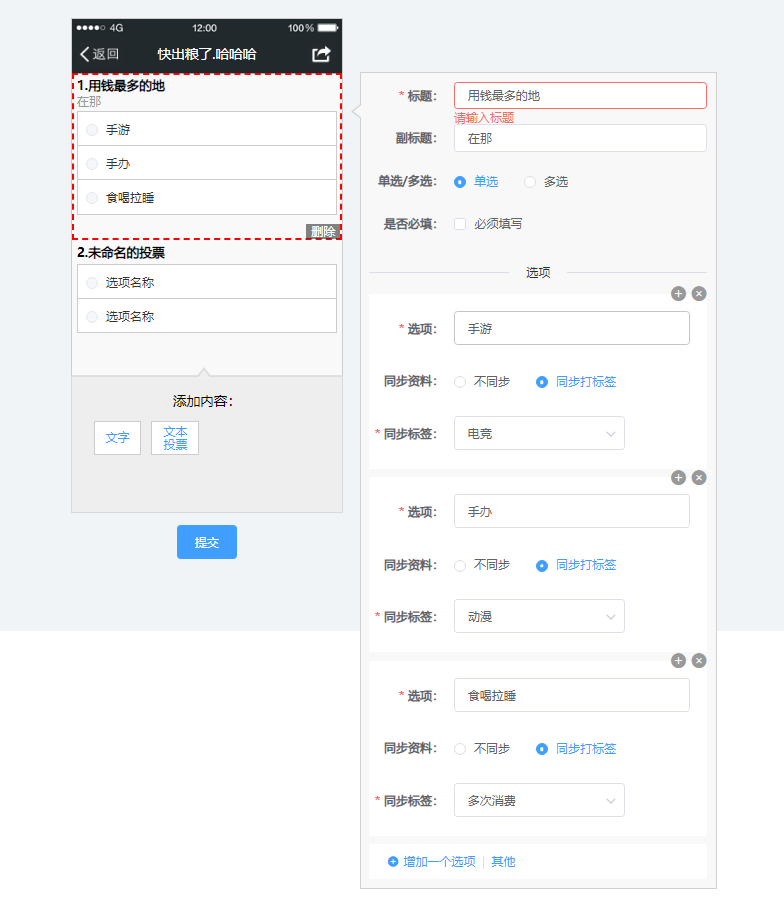 4G 12:00 100%
返回 快出粮了.哈哈哈
1.用钱最多的地
在那
手游
手办
食喝拉睡
删除
2.未命名的投票
选项名称
选项名称
添加内容：
文字
文本
投票
提交
* 标题： 用钱最多的地
请输入标题
副标题： 在那
单选/多选： 单选 多选
是否必填： 必须填写
选项
* 选项： 手游
同步资料： 不同步 同步打标签
* 同步标签： 电竞
* 选项： 手办
同步资料： 不同步 同步打标签
* 同步标签： 动漫
* 选项： 食喝拉睡
同步资料： 不同步 同步打标签
* 同步标签： 多次消费
增加一个选项 | 其他